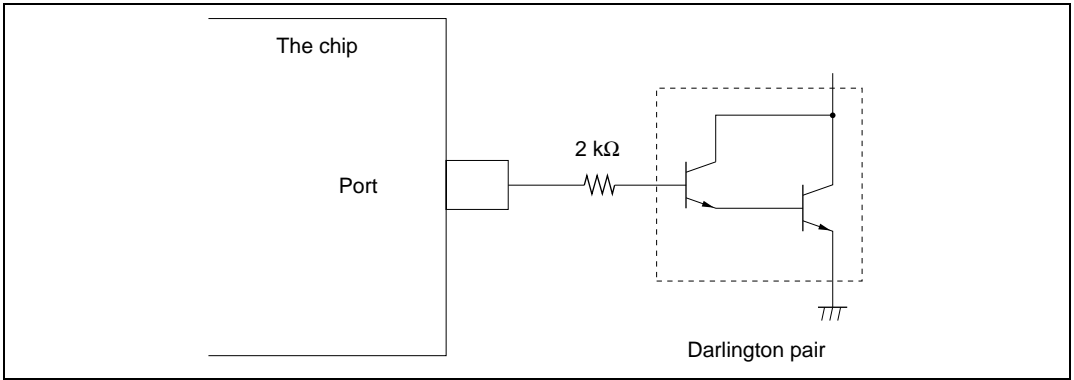 The chip
2 kΩ
Port
Darlington pair